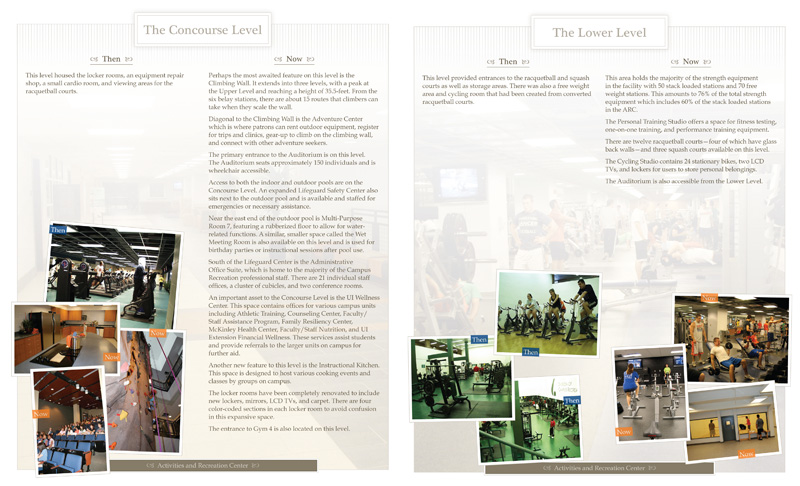 The Concourse Level
Then
This level housed the locker rooms, an equipment repair
shop, a small cardio room, and viewing areas for the
racquetball courts.
Now
Perhaps the most awaited feature on this level is the
Climbing Wall. It extends into three levels, with a peak at
the Upper Level and reaching a height of 35.5-feet. From the
six belay stations, there are about 15 routes that climbers can
take when they scale the wall.
Diagonal to the Climbing Wall is the Adventure Center
which is where patrons can rent outdoor equipment, register
for trips and clinics, gear-up to climb on the climbing wall,
and connect with other adventure seekers.
The primary entrance to the Auditorium is on this level.
The Auditorium seats approximately 150 individuals and is
wheelchair accessible.
Access to both the indoor and outdoor pools are on the
Concourse Level. An expanded Lifeguard Safety Center also
sits next to the outdoor pool and is available and staffed for
emergencies or necessary assistance.
Near the east end of the outdoor pool is Multi-Purpose
Room 7, featuring a rubberized floor to allow for water-
related functions. A similar, smaller space called the Wet
Meeting Room is also available on this level and is used for
birthday parties or instructional sessions after pool use.
South of the Lifeguard Center is the Administrative
Office Suite, which is home to the majority of the Campus
Recreation professional staff. There are 21 individual staff
offices, a cluster of cubicles, and two conference rooms.
An important asset to the Concourse Level is the UI Wellness
Center. This space contains offices for various campus units
including Athletic Training, Counseling Center, Faculty/
Staff Assistance Program, Family Resiliency Center,
McKinley Health Center, Faculty/Staff Nutrition, and UI
Extension Financial Wellness. These services assist students
and provide referrals to the larger units on campus for
further aid.
Another new feature to this level is the Instructional Kitchen.
This space is designed to host various cooking events and
classes by groups on campus.
The locker rooms have been completely renovated to include
new lockers, mirrors, LCD TVs, and carpet. There are four
color-coded sections in each locker room to avoid confusion
in this expansive space.
The entrance to Gym 4 is also located on this level.
Then
Now
Now
Now
Activities and Recreation Center
The Lower Level
Then
This level provided entrances to the racquetball and squash
courts as well as storage areas. There was also a free weight
area and cycling room that had been created from converted
racquetball courts.
Now
This area holds the majority of the strength equipment
in the facility with 50 stack loaded stations and 70 free
weight stations. This amounts to 76% of the total strength
equipment which includes 60% of the stack loaded stations
in the ARC.
The Personal Training Studio offers a space for fitness testing,
one-on-one training, and performance training equipment.
There are twelve racquetball courts—four of which have glass
back walls—and three squash courts available on this level.
The Cycling Studio contains 24 stationary bikes, two LCD
TVs, and lockers for users to store personal belongings.
The Auditorium is also accessible from the Lower Level.
Now
Then
Then
Then
Now
Now
Activities and Recreation Center